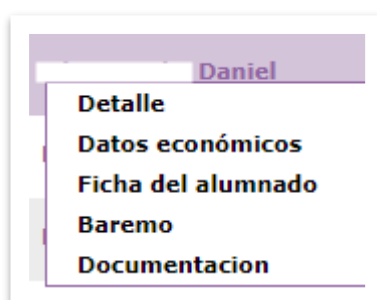 Daniel
Detalle
Datos económicos
Ficha del alumnado
Baremo
Documentacion